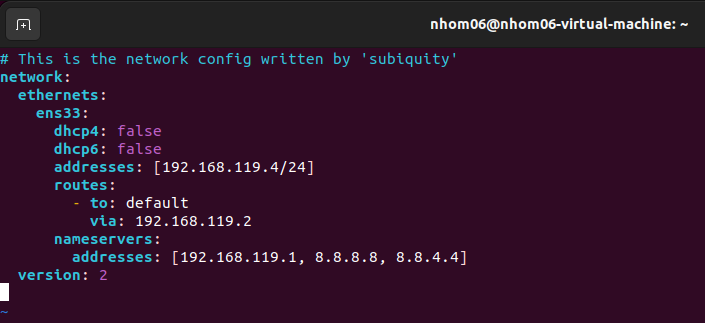 nhom06@nhom06-virtual-machine: ~
# This is the network config written by 'subiquity'
network:
  ethernets:
    ens33:
      dhcp4: false
      dhcp6: false
      addresses: [192.168.119.4/24]
      routes:
        - to: default
          via: 192.168.119.2
      nameservers:
        addresses: [192.168.119.1, 8.8.8.8, 8.8.4.4]
  version: 2
~